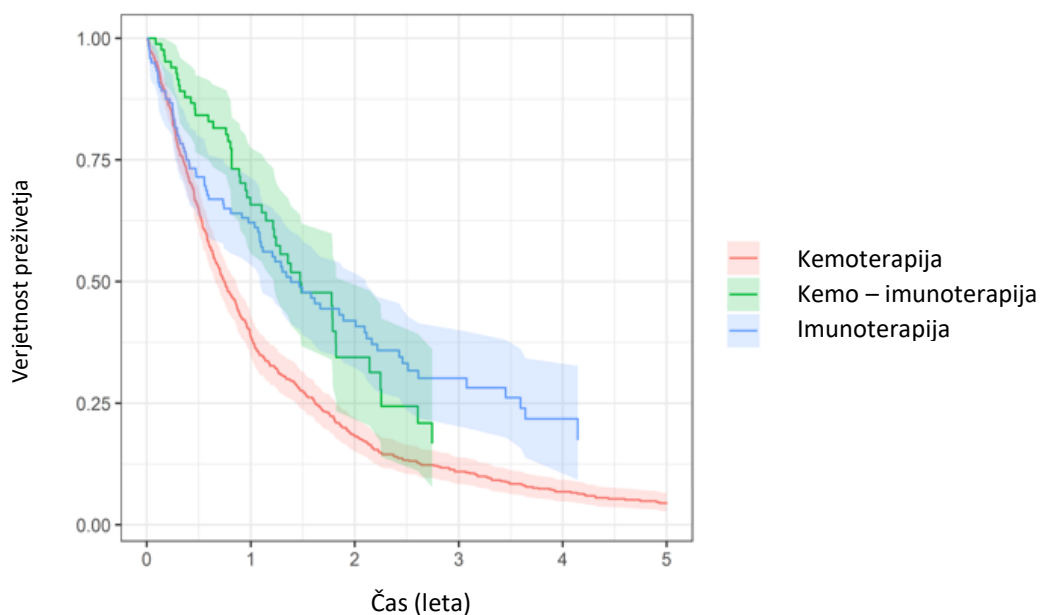 1.00
0.75
0.50
0.25
0.00
Verjetnost preživetja
0 1 2 3 4 5
Čas (leta)
Kemoterapija
Kemo – imunoterapija
Imunoterapija